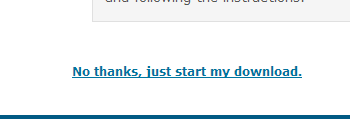 and following the instructions.
No thanks, just start my download.